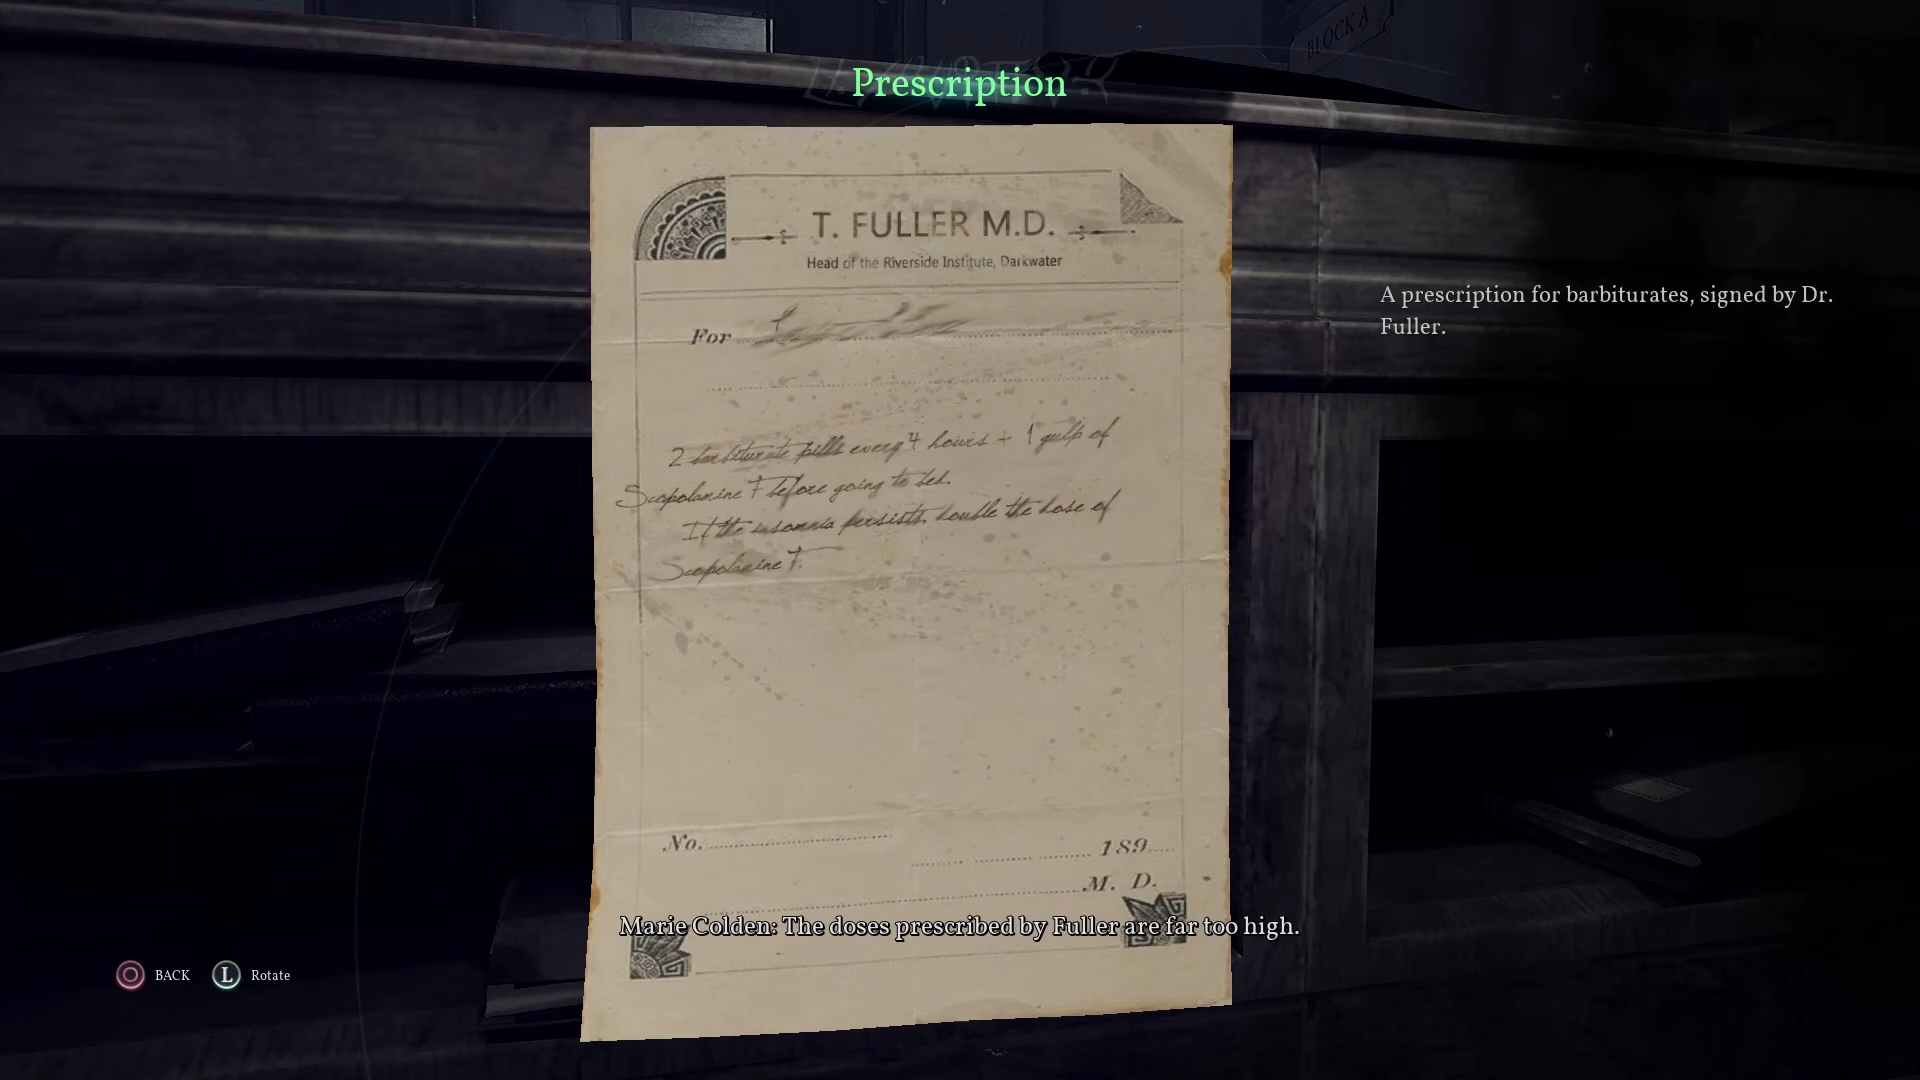 BLOCK A
Prescription
T. FULLER M.D.
Head of the Riverside Institute, Darkwater
A prescription for barbiturates, signed by Dr.
Fuller.
For
2 barbiturate pills every 4 hours + 1 gulp of
Scopolamine F before going to bed.
If the insomnia persists, double the dose of
Scopolamine F.
No.
189
M. D.
Marie Colden: The doses prescribed by Fuller are far too high.
BACK
L Rotate